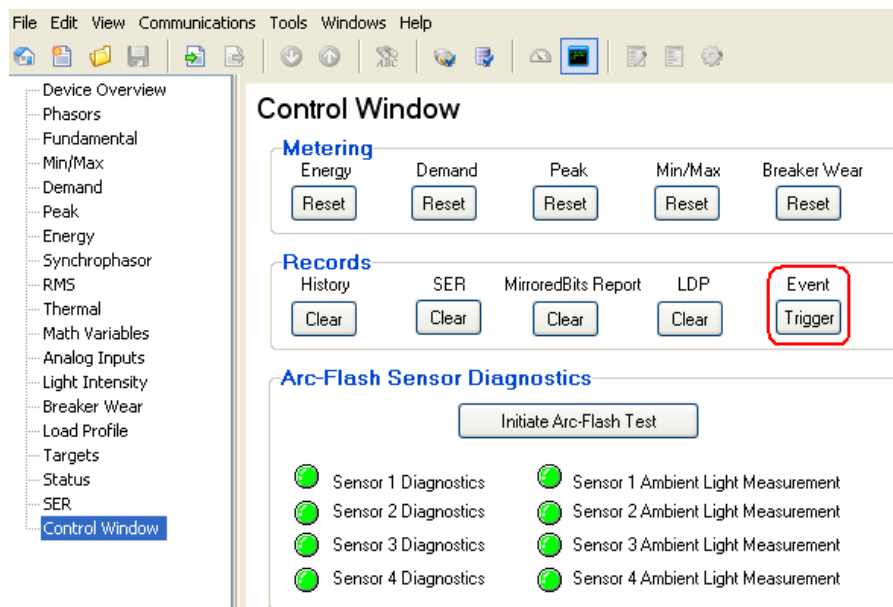 File Edit View Communications Tools Windows Help
ABC
Device Overview
Phasors
Fundamental
Min/Max
Demand
Peak
Energy
Synchrophasor
RMS
Thermal
Math Variables
Analog Inputs
Light Intensity
Breaker Wear
Load Profile
Targets
Status
SER
Control Window
Control Window
Metering
Energy Demand Peak Min/Max Breaker Wear
Reset Reset Reset Reset Reset
Records
History SER MirroredBits Report LDP Event
Clear Clear Clear Clear Trigger
Arc-Flash Sensor Diagnostics
Initiate Arc-Flash Test
Sensor 1 Diagnostics Sensor 1 Ambient Light Measurement
Sensor 2 Diagnostics Sensor 2 Ambient Light Measurement
Sensor 3 Diagnostics Sensor 3 Ambient Light Measurement
Sensor 4 Diagnostics Sensor 4 Ambient Light Measurement